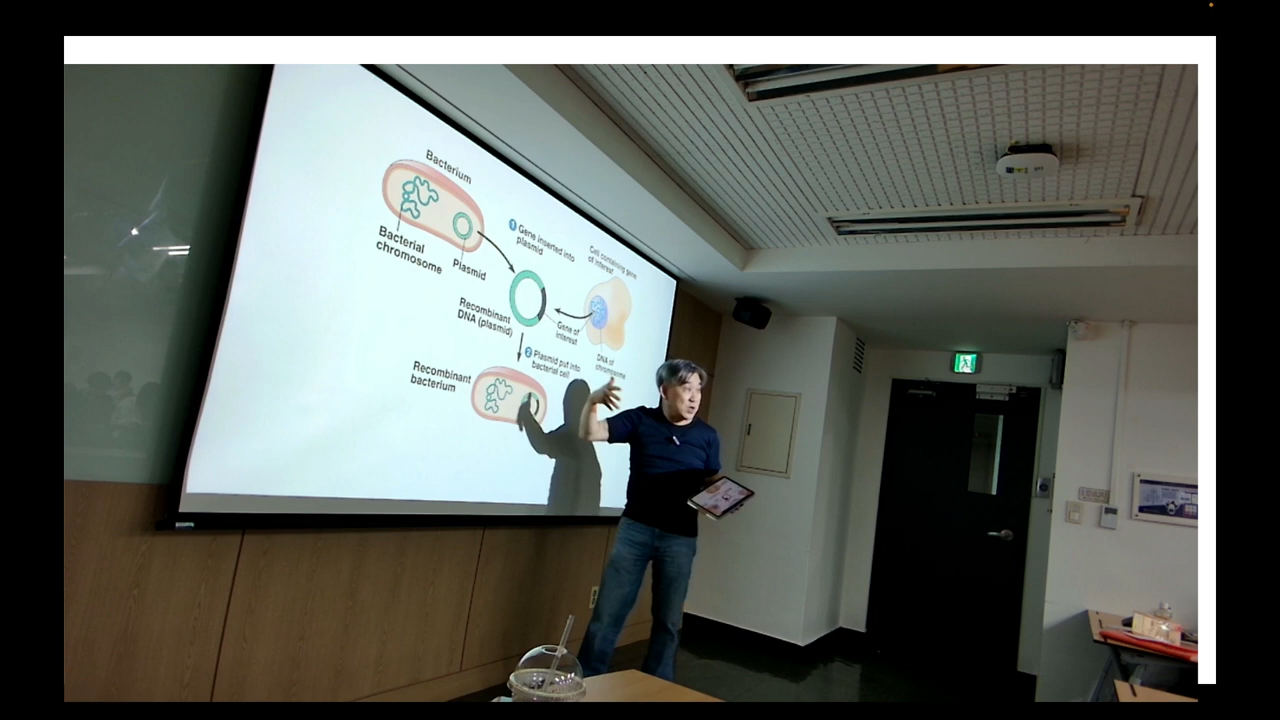 Bacterium
Bacterial
chromosome
Plasmid
1 Gene inserted into
plasmid
Cell containing gene
of interest
Recombinant
DNA (plasmid)
Gene of
interest
DNA of
chromosome
2 Plasmid put into
bacterial cell
Recombinant
bacterium